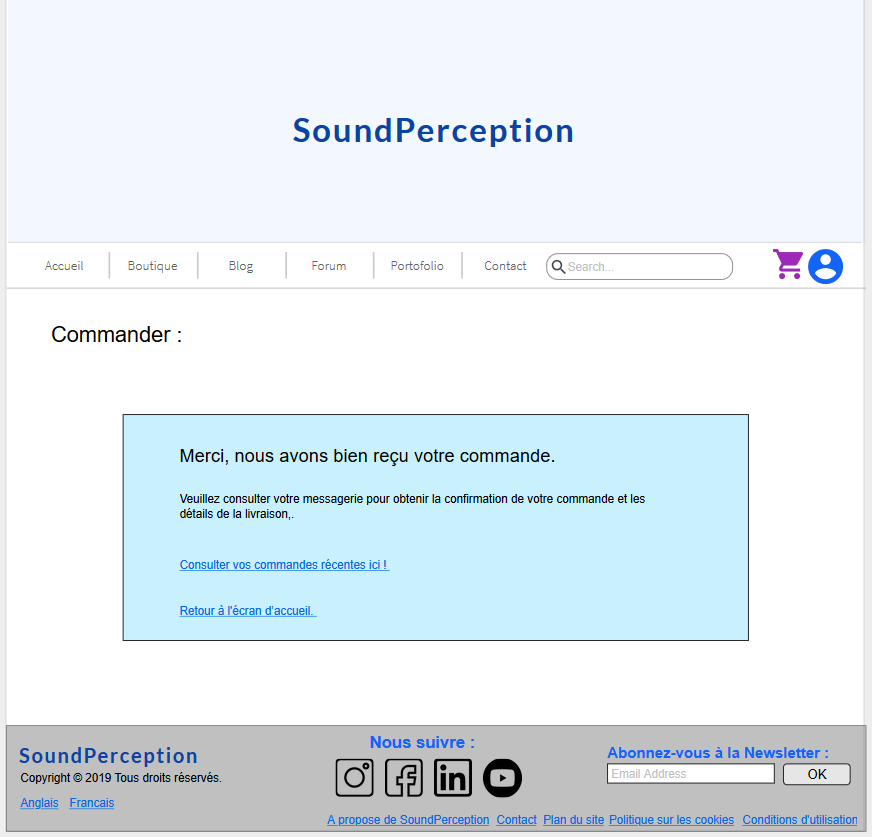 SoundPerception
Accueil Boutique Blog Forum Portofolio Contact Search...
Commander :
Merci, nous avons bien reçu votre commande.
Veuillez consulter votre messagerie pour obtenir la confirmation de votre commande et les
détails de la livraison,.
Consulter vos commandes récentes ici !
Retour à l'écran d'accueil.
SoundPerception
Copyright © 2019 Tous droits réservés.
Anglais Francais
Nous suivre :
in
Abonnez-vous à la Newsletter :
Email Address OK
A propose de SoundPerception Contact Plan du site Politique sur les cookies Conditions d'utilisation